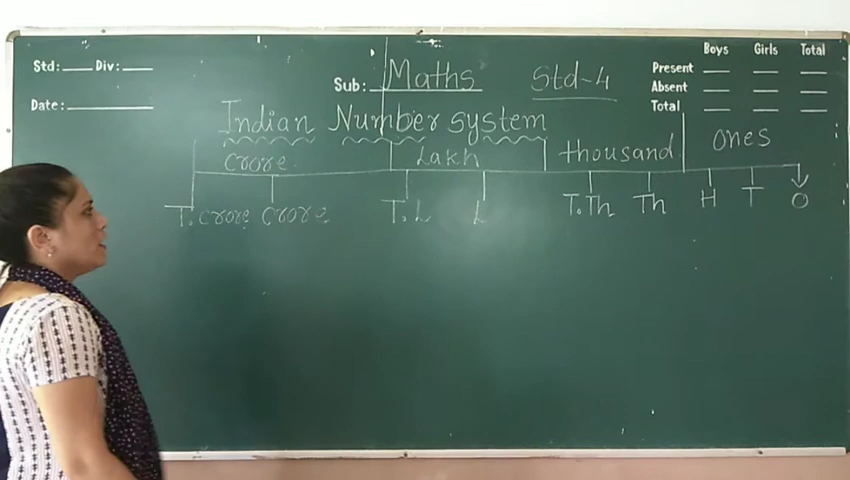 Boys Girls Total
Std: Div: Sub: Maths Std-4 Present
Absent
Date: Total
Indian Number system
crore Lakh thousand ones
T. crore crore T. L L T. Th Th H T O